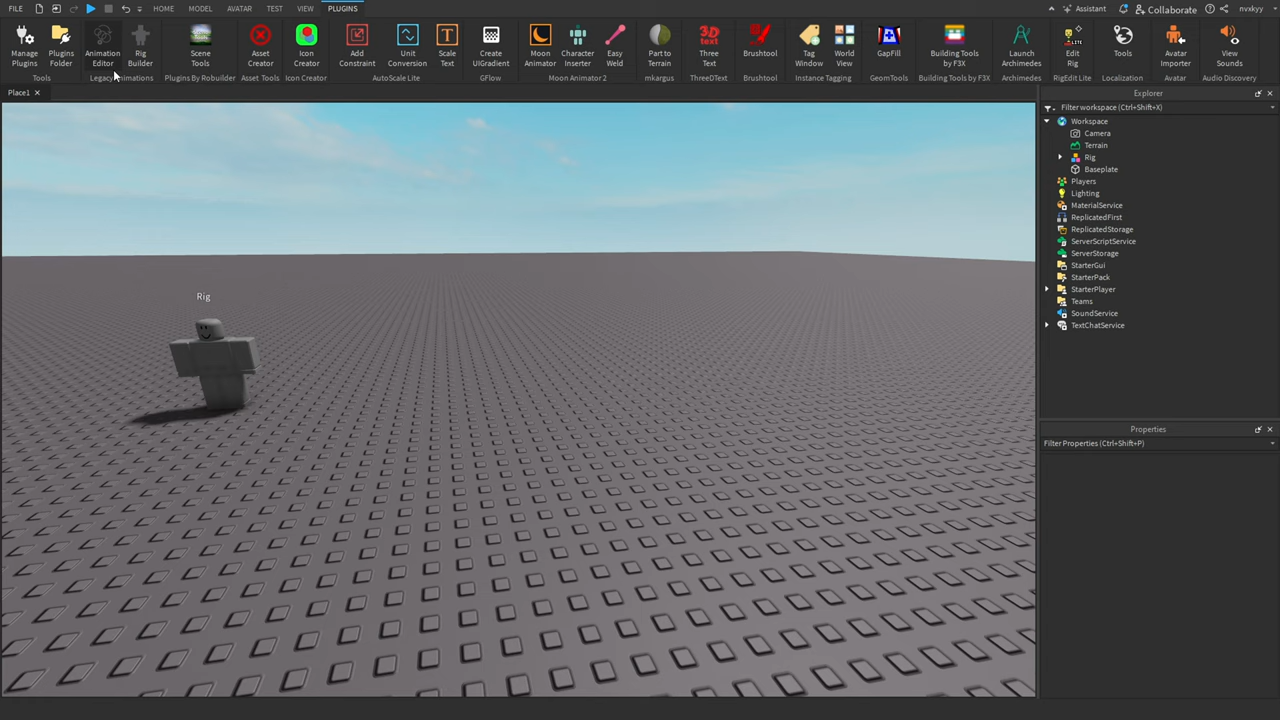 FILE HOME MODEL AVATAR TEST VIEW PLUGINS Assistant Collaborate nvxkyy
Manage Plugins
Plugins Folder
Animation Editor
Rig Builder
Scene Tools
Asset Creator
Icon Creator
Add Constraint
Unit Conversion
Scale Text
Create UIGradient
Moon Animator
Character Inserter
Easy Weld
Part to Terrain
3D text
Three Text
Brushtool
Tag Window
World View
GapFill
Building Tools by F3X
Launch Archimedes
LITE
Edit Rig
Tools
Avatar Importer
View Sounds
Tools Legacy Animations Plugins By Robuilder Asset Tools Icon Creator AutoScale Lite GFlow Moon Animator 2 mkargus ThreeDText Brushtool Instance Tagging GeomTools Building Tools by F3X Archimedes RigEdit Lite Localization Avatar Audio Discovery
Place1
Explorer
Filter workspace (Ctrl+Shift+X)
Workspace
Camera
Terrain
Rig
Baseplate
Players
Lighting
MaterialService
ReplicatedFirst
ReplicatedStorage
ServerScriptService
ServerStorage
StarterGui
StarterPack
StarterPlayer
Teams
SoundService
TextChatService
Rig
Properties
Filter Properties (Ctrl+Shift+P)